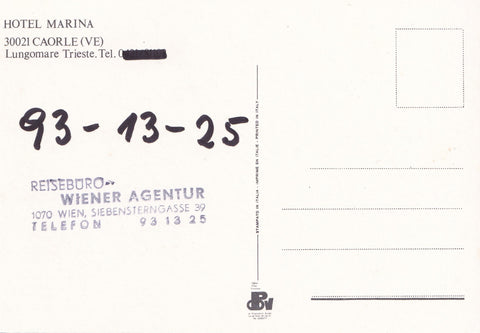 HOTEL MARINA
30021 CAORLE (VE)
Lungomare Trieste. Tel.
93-13-25
REISEBÜRO
WIENER AGENTUR
1070 WIEN, SIEBENSTERNGASSE 39
TELEFON 93 13 25
STAMPATO IN ITALIA - IMPRIME EN ITALIE - PRINTED IN ITALY